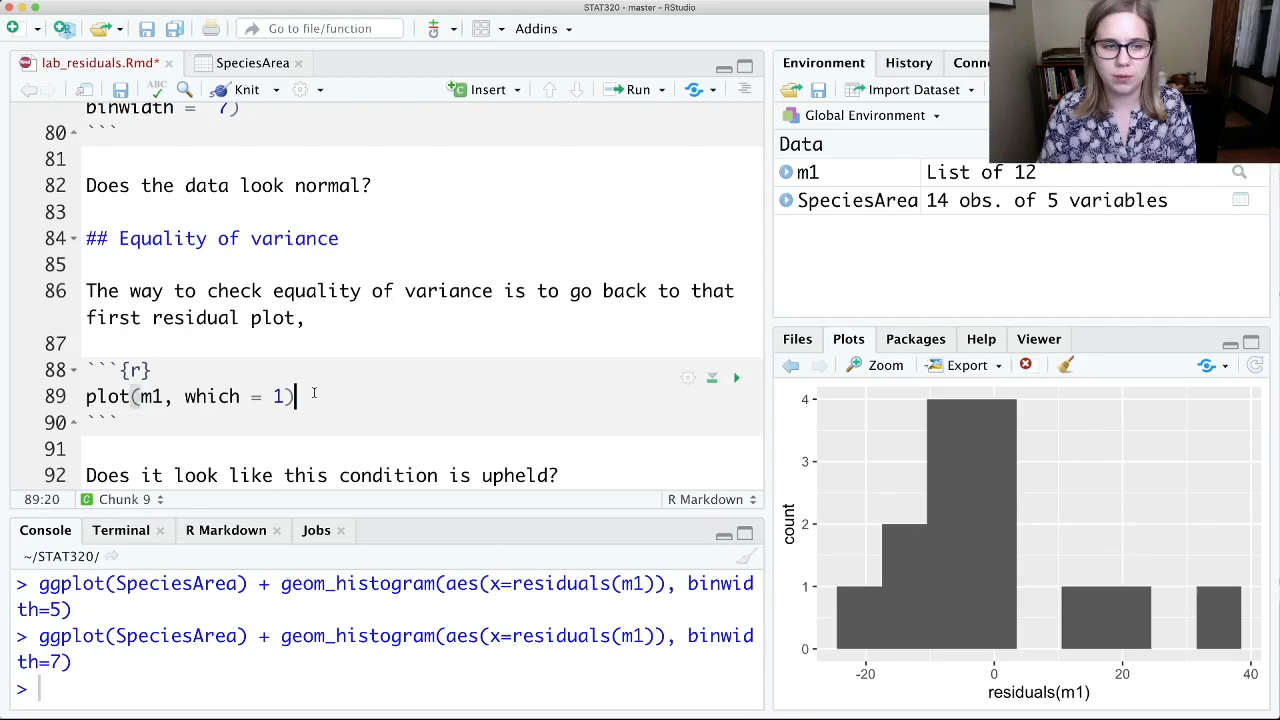 STAT320 - master - RStudio
Go to file/function
Addins
lab_residuals.Rmd*
SpeciesArea
ABC
Knit
Insert
Run
binwidth = 7)
80 ```
81
82 Does the data look normal?
83
84 ## Equality of variance
85
86 The way to check equality of variance is to go back to that
first residual plot,
87
88 ```{r}
89 plot(m1, which = 1)
90 ```
91
92 Does it look like this condition is upheld?
89:20 C Chunk 9 R Markdown
Console Terminal R Markdown Jobs
~/STAT320/
> ggplot(SpeciesArea) + geom_histogram(aes(x=residuals(m1)), binwid
th=5)
> ggplot(SpeciesArea) + geom_histogram(aes(x=residuals(m1)), binwid
th=7)
>
Environment History Conn
Import Dataset
Global Environment
Data
m1 List of 12
SpeciesArea 14 obs. of 5 variables
Files Plots Packages Help Viewer
Zoom Export
4
3
2
1
0
count
-20 0 20 40
residuals(m1)